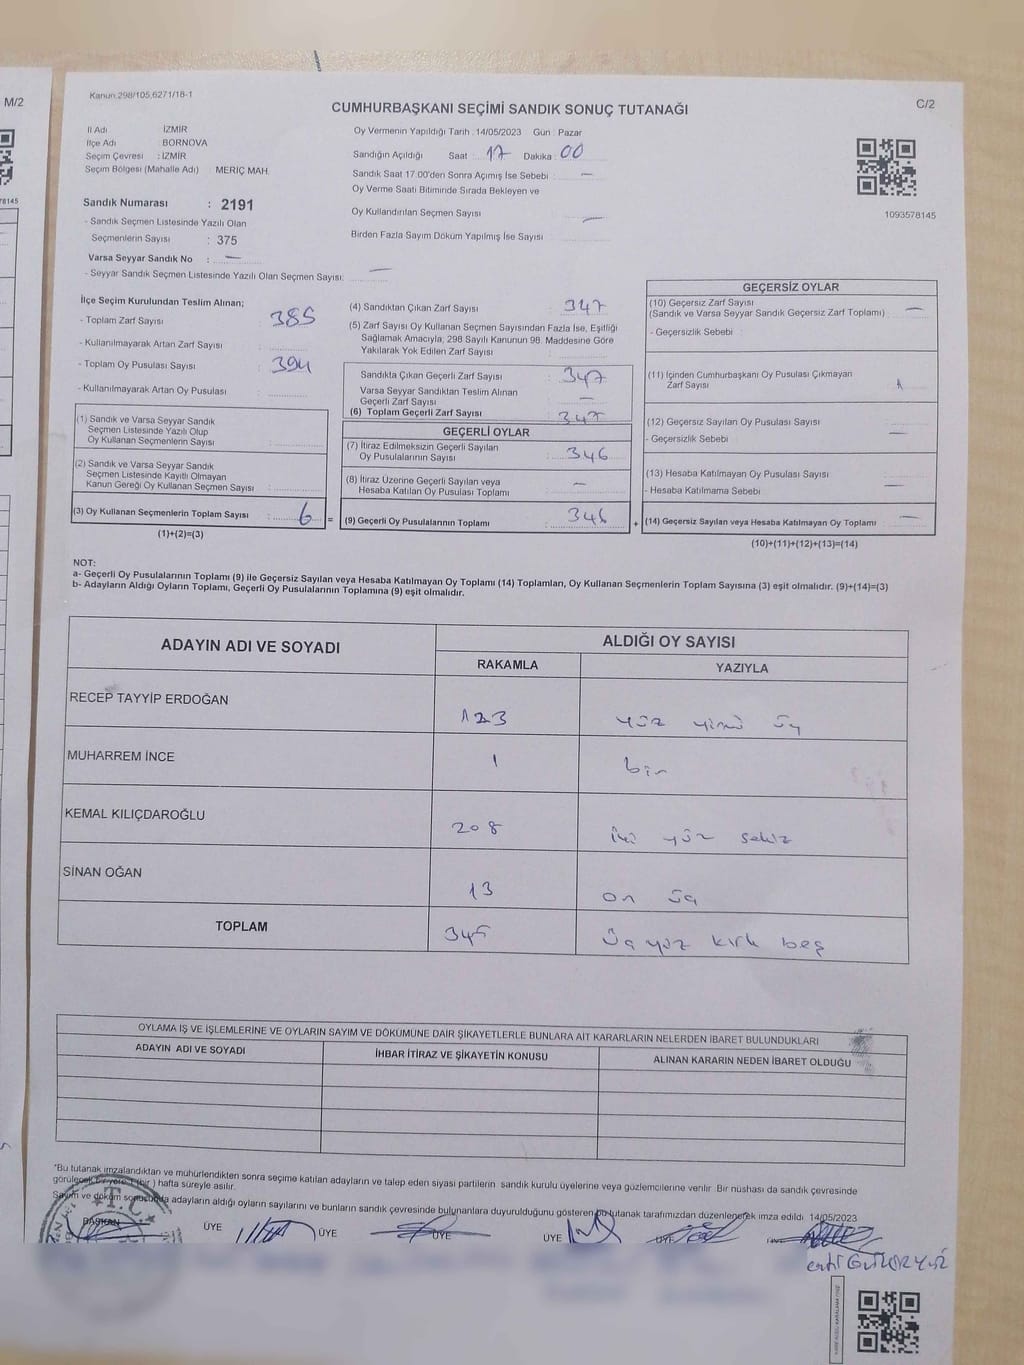 M/2
78145
Kanun 298/105,6271/18-1
CUMHURBAŞKANI SEÇİMİ SANDIK SONUÇ TUTANAĞI
C/2
İl Adı İZMİR
İlçe Adı BORNOVA
Seçim Çevresi : İZMİR
Seçim Bölgesi (Mahalle Adı) MERİÇ MAH.
Oy Vermenin Yapıldığı Tarih : 14/05/2023 Gün : Pazar
Sandığın Açıldığı Saat : 17 Dakika : 00
Sandık Saat 17:00'den Sonra Açımış İse Sebebi : —
Oy Verme Saati Bitiminde Sırada Bekleyen ve
Oy Kullandırılan Seçmen Sayısı —
Birden Fazla Sayım Döküm Yapılmış İse Sayısı
1093578145
Sandık Numarası : 2191
- Sandık Seçmen Listesinde Yazılı Olan
Seçmenlerin Sayısı : 375
Varsa Seyyar Sandık No : —
- Seyyar Sandık Seçmen Listesinde Yazılı Olan Seçmen Sayısı: —
İlçe Seçim Kurulundan Teslim Alınan;
- Toplam Zarf Sayısı : 385
- Kullanılmayarak Artan Zarf Sayısı :
- Toplam Oy Pusulası Sayısı : 394
- Kullanılmayarak Artan Oy Pusulası :
(1) Sandık ve Varsa Seyyar Sandık
Seçmen Listesinde Yazılı Olup
Oy Kullanan Seçmenlerin Sayısı :
(2) Sandık ve Varsa Seyyar Sandık
Seçmen Listesinde Kayıtlı Olmayan
Kanun Gereği Oy Kullanan Seçmen Sayısı :
(3) Oy Kullanan Seçmenlerin Toplam Sayısı : 6 =
(1)+(2)=(3)
(4) Sandıktan Çıkan Zarf Sayısı : 347
(5) Zarf Sayısı Oy Kullanan Seçmen Sayısından Fazla İse, Eşitliği
Sağlamak Amacıyla, 298 Sayılı Kanunun 98. Maddesine Göre
Yakılarak Yok Edilen Zarf Sayısı :
Sandıkta Çıkan Geçerli Zarf Sayısı : 347
Varsa Seyyar Sandıktan Teslim Alınan
Geçerli Zarf Sayısı : —
(6) Toplam Geçerli Zarf Sayısı : 347
GEÇERLİ OYLAR
(7) İtiraz Edilmeksizin Geçerli Sayılan
Oy Pusulalarının Sayısı : 346
(8) İtiraz Üzerine Geçerli Sayılan veya
Hesaba Katılan Oy Pusulası Toplamı : —
(9) Geçerli Oy Pusulalarının Toplamı : 346 +
GEÇERSİZ OYLAR
(10) Geçersiz Zarf Sayısı
(Sandık ve Varsa Seyyar Sandık Geçersiz Zarf Toplamı) : —
- Geçersizlik Sebebi :
(11) İçinden Cumhurbaşkanı Oy Pusulası Çıkmayan
Zarf Sayısı : 1
(12) Geçersiz Sayılan Oy Pusulası Sayısı : —
- Geçersizlik Sebebi :
(13) Hesaba Katılmayan Oy Pusulası Sayısı : —
- Hesaba Katılmama Sebebi :
(14) Geçersiz Sayılan veya Hesaba Katılmayan Oy Toplamı : —
(10)+(11)+(12)+(13)=(14)
NOT:
a- Geçerli Oy Pusulalarının Toplamı (9) ile Geçersiz Sayılan veya Hesaba Katılmayan Oy Toplamı (14) Toplamları, Oy Kullanan Seçmenlerin Toplam Sayısına (3) eşit olmalıdır. (9)+(14)=(3)
b- Adayların Aldığı Oyların Toplamı, Geçerli Oy Pusulalarının Toplamına (9) eşit olmalıdır.
ADAYIN ADI VE SOYADI ALDIĞI OY SAYISI
RAKAMLA YAZIYLA
RECEP TAYYİP ERDOĞAN 123 yüz yirmi üç
MUHARREM İNCE 1 bir
KEMAL KILIÇDAROĞLU 208 iki yüz sekiz
SİNAN OĞAN 13 on üç
TOPLAM 345 Üç yüz kırk beş
OYLAMA İŞ VE İŞLEMLERİNE VE OYLARIN SAYIM VE DÖKÜMÜNE DAİR ŞİKAYETLERLE BUNLARA AİT KARARLARIN NELERDEN İBARET BULUNDUKLARI
ADAYIN ADI VE SOYADI İHBAR İTİRAZ VE ŞİKAYETİN KONUSU ALINAN KARARIN NEDEN İBARET OLDUĞU
*Bu tutanak imzalandıktan ve mühürlendikten sonra seçime katılan adayların ve talep eden siyasi partilerin sandık kurulu üyelerine veya gözlemcilerine verilir. Bir nüshası da sandık çevresinde
görülecek bir yere 1 (bir) hafta süreyle asılır.
Sayım ve döküm sonucunda adayların aldığı oyların sayılarını ve bunların sandık çevresinde bulunanlara duyurulduğunu gösteren bu tutanak tarafımızdan düzenlenerek imza edildi 14/05/2023
T.C.
BAŞKAN ÜYE ÜYE ÜYE ÜYE ÜYE